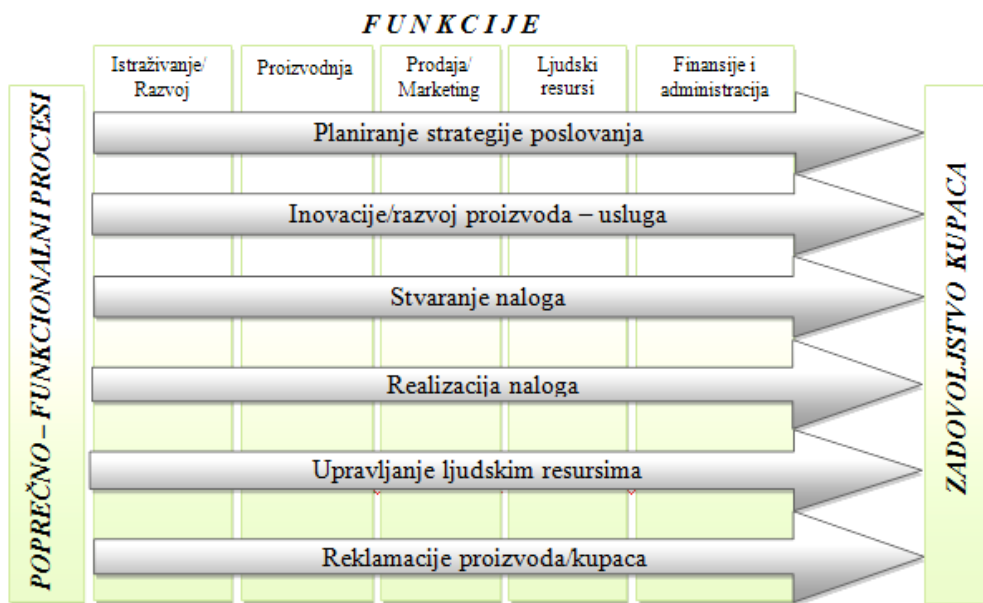 FUNKCIJE
Istraživanje/
Razvoj
Proizvodnja
Prodaja/
Marketing
Ljudski
resursi
Finansije i
administracija
POPREČNO – FUNKCIONALNI PROCESI
Planiranje strategije poslovanja
Inovacije/razvoj proizvoda – usluga
Stvaranje naloga
Realizacija naloga
Upravljanje ljudskim resursima
Reklamacije proizvoda/kupaca
ZADOVOLJSTVO KUPACA